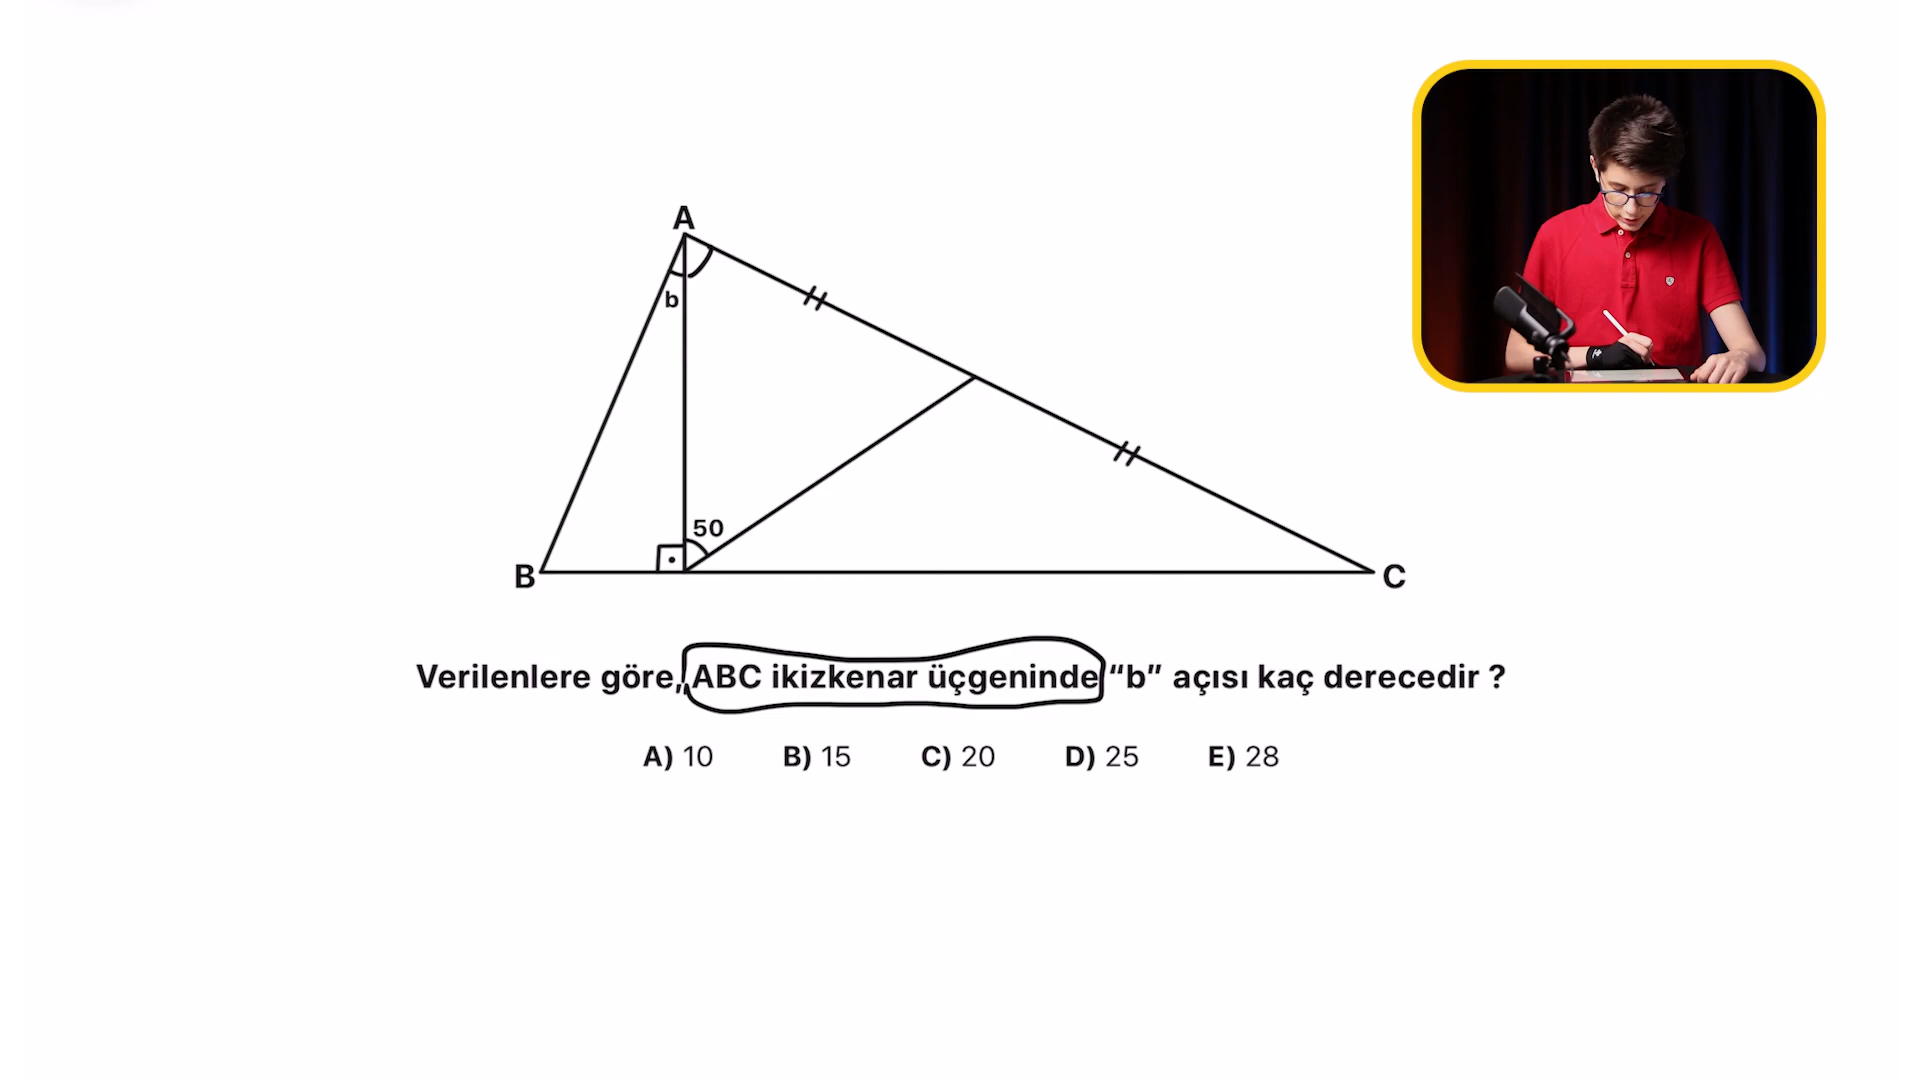 A
b
50
B
C
Verilenlere göre, ABC ikizkenar üçgeninde “b” açısı kaç derecedir ?
A) 10 B) 15 C) 20 D) 25 E) 28